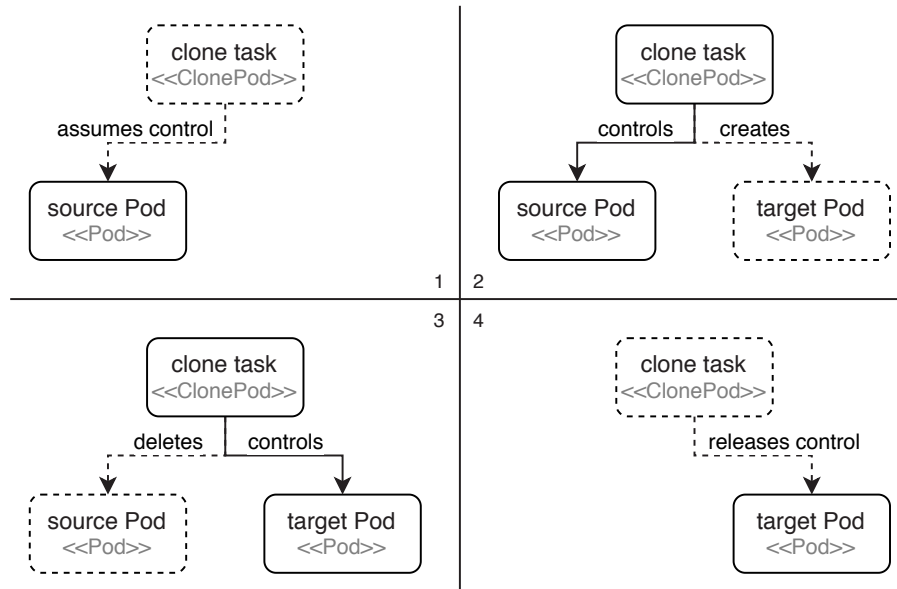 clone task
<<ClonePod>>
assumes control
source Pod
<<Pod>>
1
clone task
<<ClonePod>>
controls
creates
source Pod
<<Pod>>
target Pod
<<Pod>>
2
3
clone task
<<ClonePod>>
deletes
controls
source Pod
<<Pod>>
target Pod
<<Pod>>
4
clone task
<<ClonePod>>
releases control
target Pod
<<Pod>>